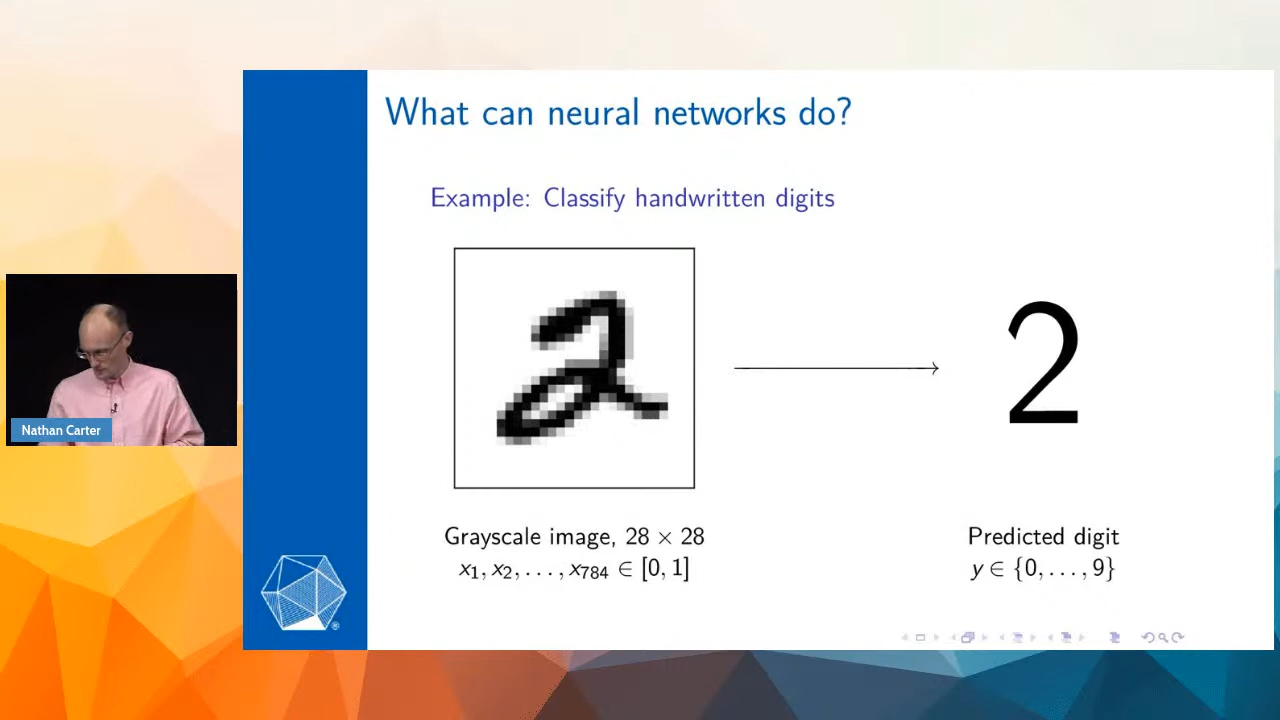 What can neural networks do?
Example: Classify handwritten digits
2
2
Grayscale image, 28 × 28
x₁, x₂, . . . , x₇₈₄ ∈ [0, 1]
Predicted digit
y ∈ {0, . . . , 9}
Nathan Carter
®